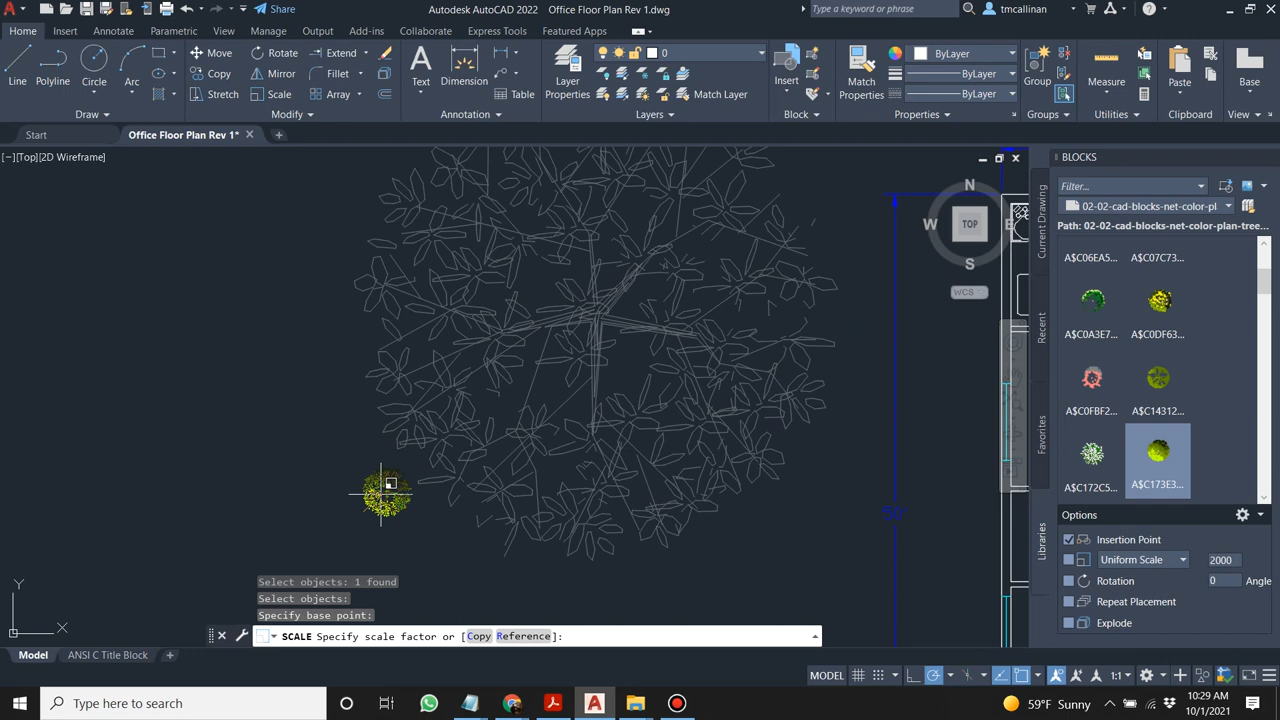 Share
Autodesk AutoCAD 2022 Office Floor Plan Rev 1.dwg
Type a keyword or phrase
tmcallinan
Home Insert Annotate Parametric View Manage Output Add-ins Collaborate Express Tools Featured Apps
Line Polyline Circle Arc
Move Rotate Extend
Copy Mirror Fillet
Stretch Scale Array
Text Dimension Table
Layer Properties
0
Match Layer
Insert
Match Properties
ByLayer
ByLayer
ByLayer
Group Measure Paste Base
Draw Modify Annotation Layers Block Properties Groups Utilities Clipboard View
Start Office Floor Plan Rev 1*
[−][Top][2D Wireframe]
N
W TOP E
S
WCS
BLOCKS
Filter...
02-02-cad-blocks-net-color-pl
Path: 02-02-cad-blocks-net-color-plan-tree...
A$C06EA5... A$C07C73...
A$C0A3E7... A$C0DF63...
A$C0FBF2... A$C14312...
A$C172C5... A$C173E3...
Current Drawing
Recent
Favorites
Libraries
Options
Insertion Point
Uniform Scale 2000
Rotation 0 Angle
Repeat Placement
Explode
Y
X
Select objects: 1 found
Select objects:
Specify base point:
SCALE Specify scale factor or [Copy Reference]:
Model ANSI C Title Block
MODEL 1:1
Type here to search
59°F Sunny
10:29 AM
10/1/2021